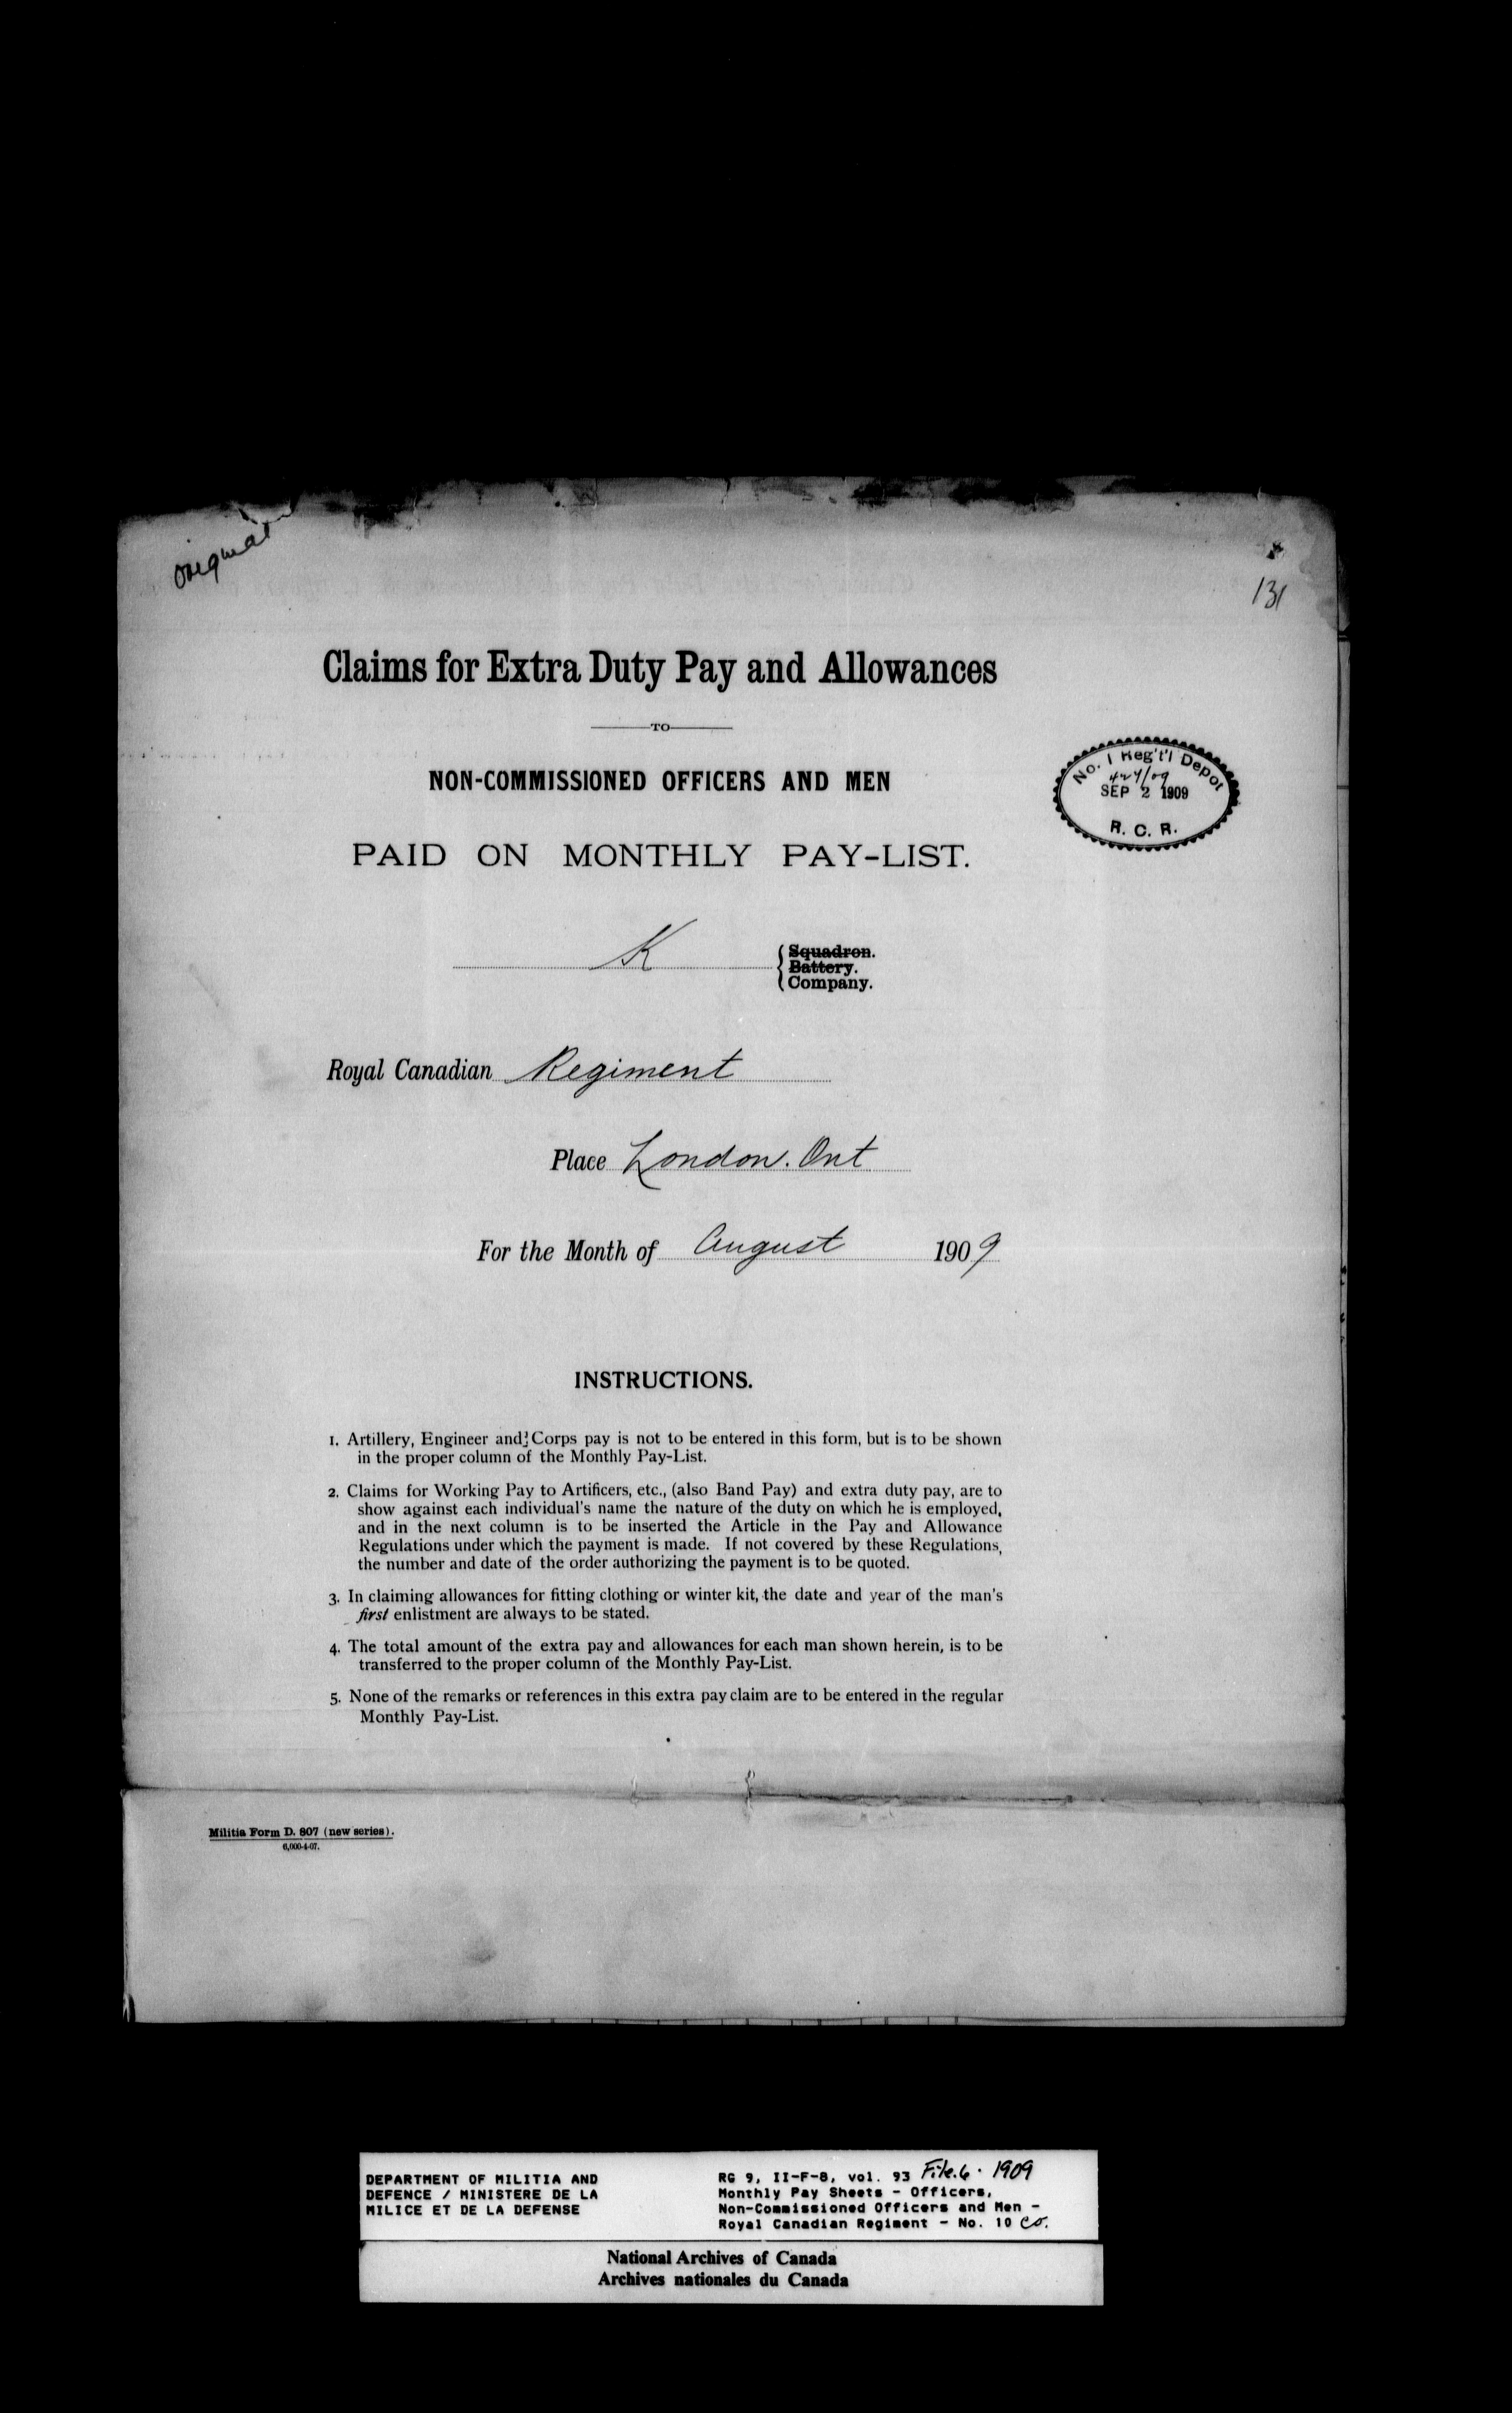 Original
131
Claims for Extra Duty Pay and Allowances
TO
NON-COMMISSIONED OFFICERS AND MEN
PAID ON MONTHLY PAY-LIST.
No. 1 Reg't'l Depot
SEP 2 1909
R. C. R.
K
Squadron.
Battery.
Company.
Royal Canadian Regiment
Place London. Ont
For the Month of August 1909
INSTRUCTIONS.
1. Artillery, Engineer and Corps pay is not to be entered in this form, but is to be shown
in the proper column of the Monthly Pay-List.
2. Claims for Working Pay to Artificers, etc., (also Band Pay) and extra duty pay, are to
show against each individual's name the nature of the duty on which he is employed,
and in the next column is to be inserted the Article in the Pay and Allowance
Regulations under which the payment is made. If not covered by these Regulations,
the number and date of the order authorizing the payment is to be quoted.
3. In claiming allowances for fitting clothing or winter kit, the date and year of the man's
first enlistment are always to be stated.
4. The total amount of the extra pay and allowances for each man shown herein, is to be
transferred to the proper column of the Monthly Pay-List.
5. None of the remarks or references in this extra pay claim are to be entered in the regular
Monthly Pay-List.
Militia Form D. 807 (new series).
6,000-4-07.
DEPARTMENT OF MILITIA AND
DEFENCE / MINISTERE DE LA
MILICE ET DE LA DEFENSE
RG 9, II-F-8, vol. 93 File.6. 1909
Monthly Pay Sheets - Officers,
Non-Commissioned Officers and Men -
Royal Canadian Regiment - No. 10 Co.
National Archives of Canada
Archives nationales du Canada